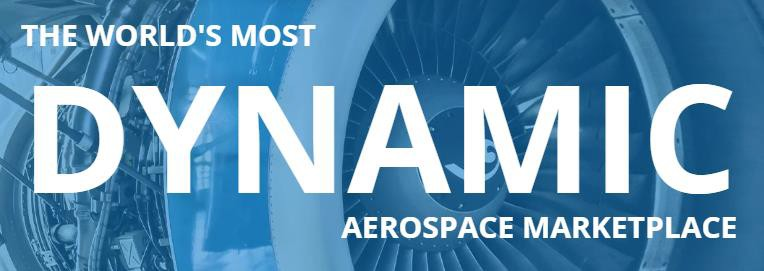 THE WORLD'S MOST
DYNAMIC
AEROSPACE MARKETPLACE